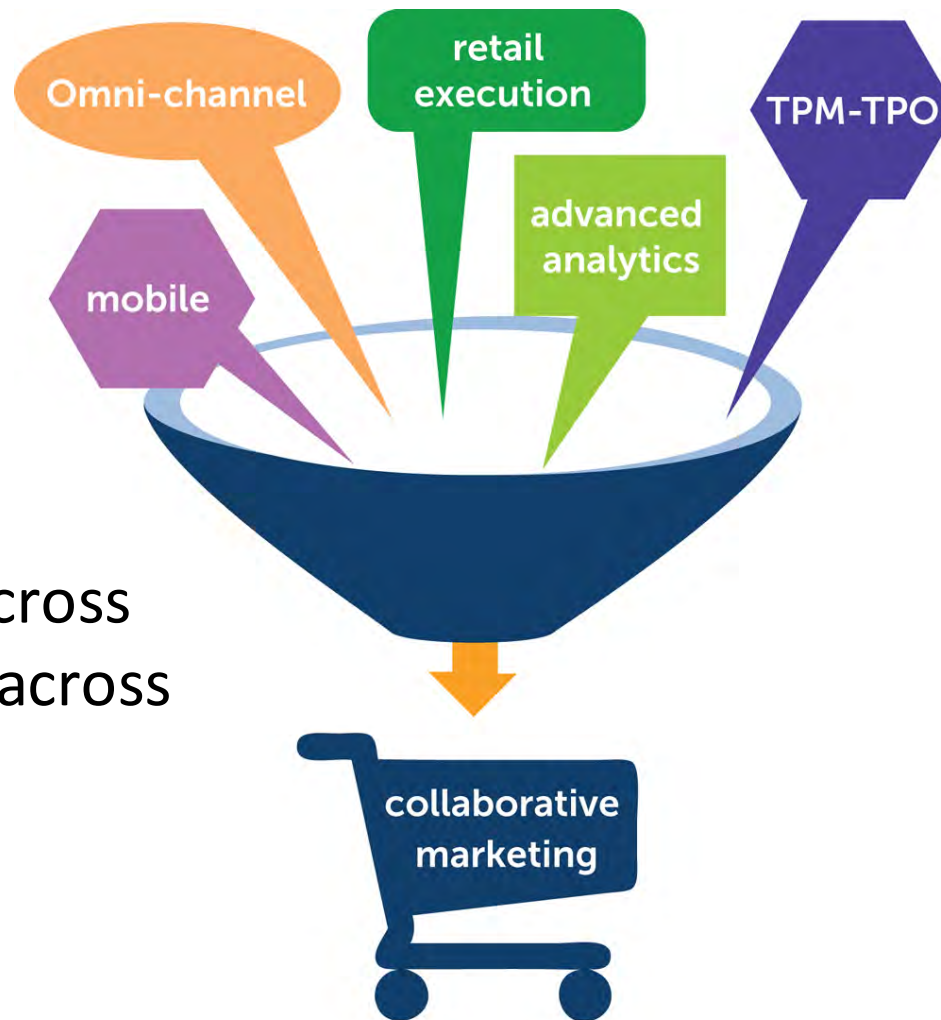 Omni-channel
retail
execution
TPM-TPO
advanced
analytics
mobile
cross
across
collaborative
marketing